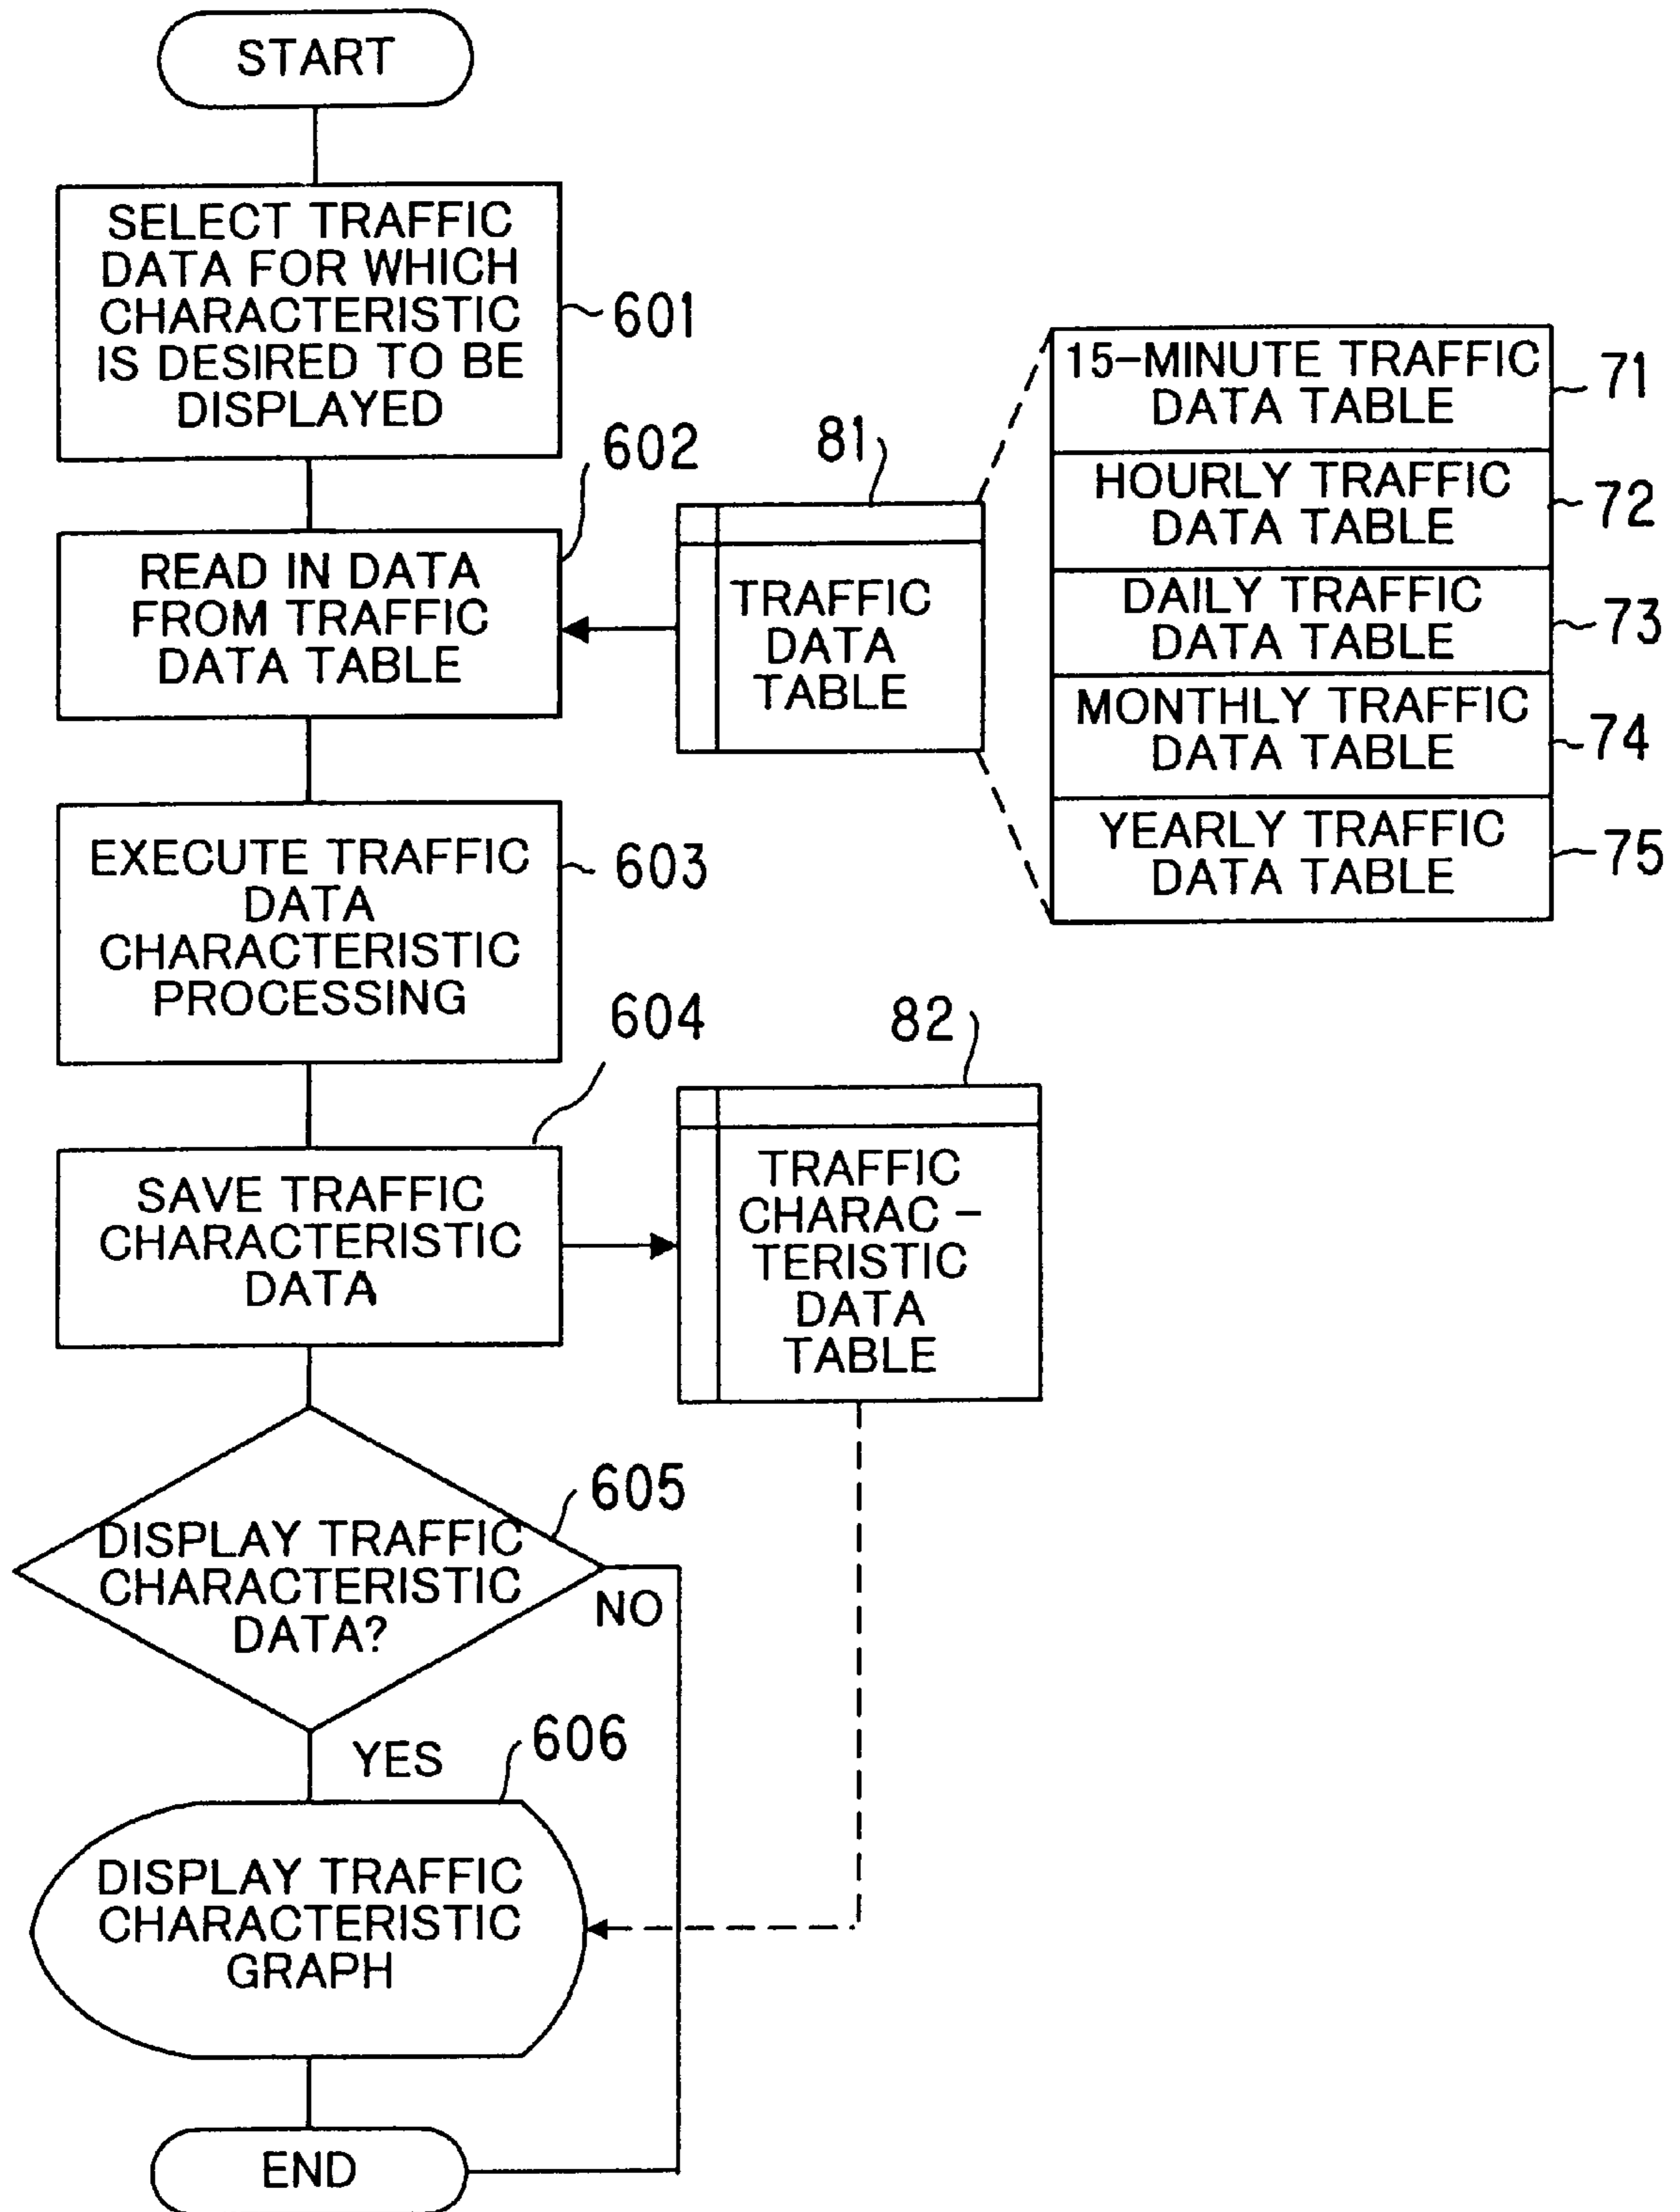 START
SELECT TRAFFIC
DATA FOR WHICH
CHARACTERISTIC
IS DESIRED TO BE
DISPLAYED
601
602
READ IN DATA
FROM TRAFFIC
DATA TABLE
81
TRAFFIC
DATA
TABLE
15-MINUTE TRAFFIC
DATA TABLE
71
HOURLY TRAFFIC
DATA TABLE
72
DAILY TRAFFIC
DATA TABLE
73
MONTHLY TRAFFIC
DATA TABLE
74
YEARLY TRAFFIC
DATA TABLE
75
EXECUTE TRAFFIC
DATA
CHARACTERISTIC
PROCESSING
603
604
SAVE TRAFFIC
CHARACTERISTIC
DATA
82
TRAFFIC
CHARAC-
TERISTIC
DATA
TABLE
605
DISPLAY TRAFFIC
CHARACTERISTIC
DATA?
NO
YES
606
DISPLAY TRAFFIC
CHARACTERISTIC
GRAPH
END